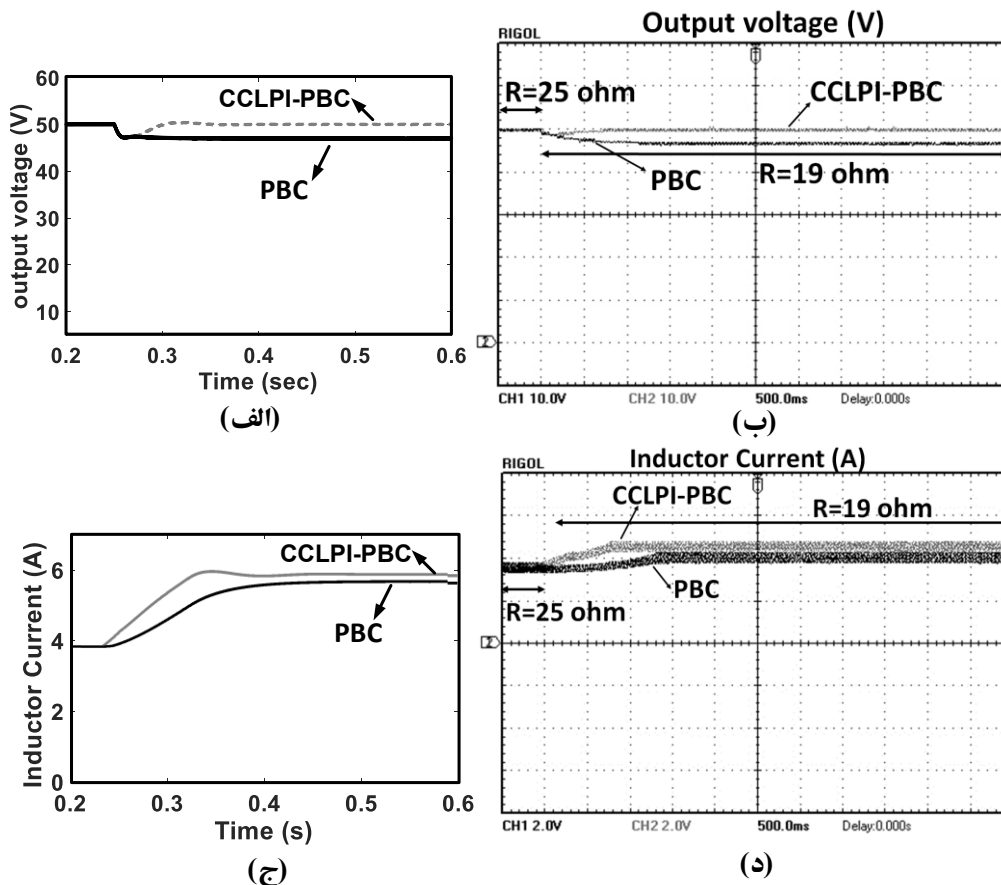 output voltage (V)
60
50
40
30
20
10
CCLPI-PBC
PBC
0.2
0.3
0.4
0.5
0.6
Time (sec)
(الف)
Output voltage (V)
RIGOL
R=25 ohm
CCLPI-PBC
PBC
R=19 ohm
2
CH1 10.0V CH2 10.0V 500.0ms Delay:0.000s
(ب)
Inductor Current (A)
6
4
2
0
CCLPI-PBC
PBC
0.2
0.3
0.4
0.5
0.6
Time (s)
(ج)
Inductor Current (A)
RIGOL
CCLPI-PBC
R=19 ohm
PBC
R=25 ohm
2
CH1 2.0V CH2 2.0V 500.0ms Delay:0.000s
(د)